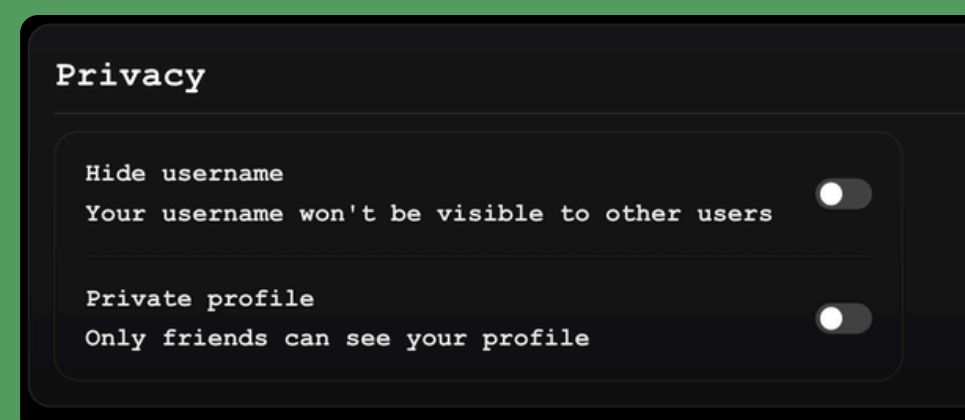 Privacy
Hide username
Your username won't be visible to other users
Private profile
Only friends can see your profile